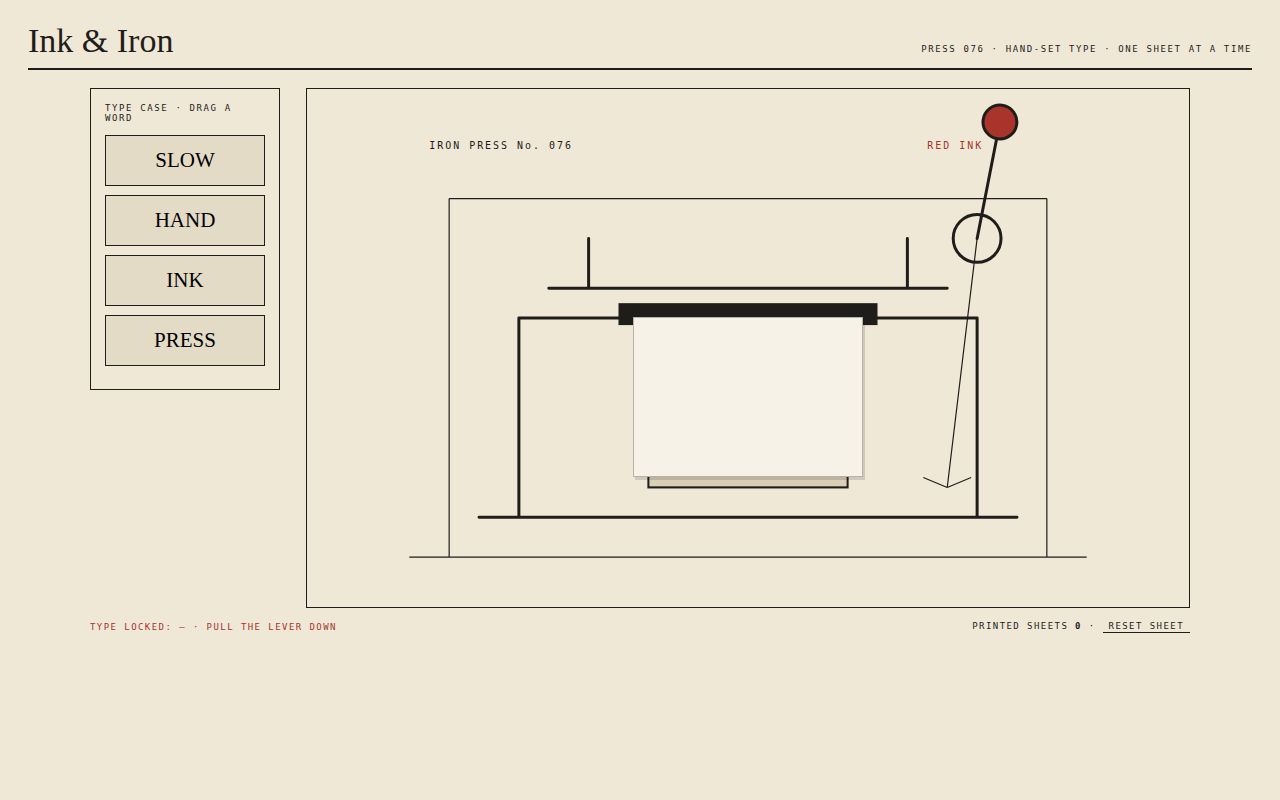 Ink & Iron
PRESS 076 · HAND-SET TYPE · ONE SHEET AT A TIME
TYPE CASE · DRAG A
WORD
SLOW
HAND
INK
PRESS
IRON PRESS No. 076
RED INK
TYPE LOCKED: — · PULL THE LEVER DOWN
PRINTED SHEETS 0 · RESET SHEET